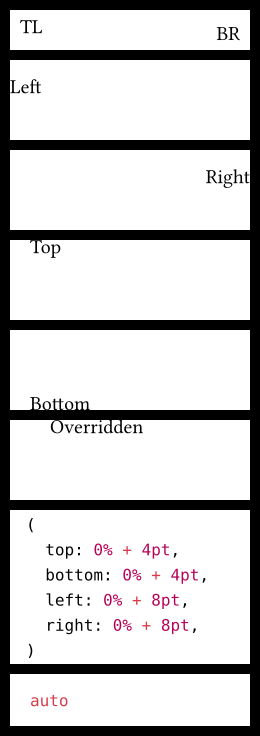 TL
BR
Left
Right
Top
Bottom
Overridden
(
  top: 0% + 4pt,
  bottom: 0% + 4pt,
  left: 0% + 8pt,
  right: 0% + 8pt,
)
auto